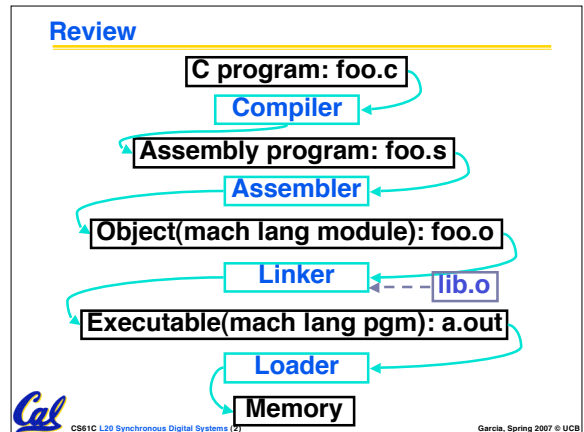 Review
C program: foo.c
Compiler
Assembly program: foo.s
Assembler
Object(mach lang module): foo.o
Linker
lib.o
Executable(mach lang pgm): a.out
Loader
Memory
Cal
CS61C L20 Synchronous Digital Systems (2)
Garcia, Spring 2007 © UCB